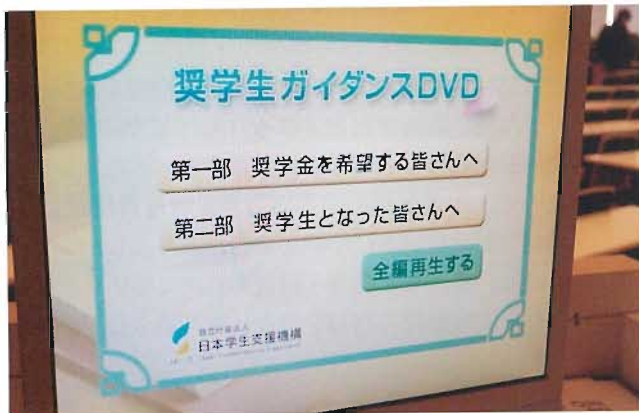 奨学生ガイダンスDVD
第一部 奨学金を希望する皆さんへ
第二部 奨学生となった皆さんへ
全編再生する
独立行政法人
日本学生支援機構